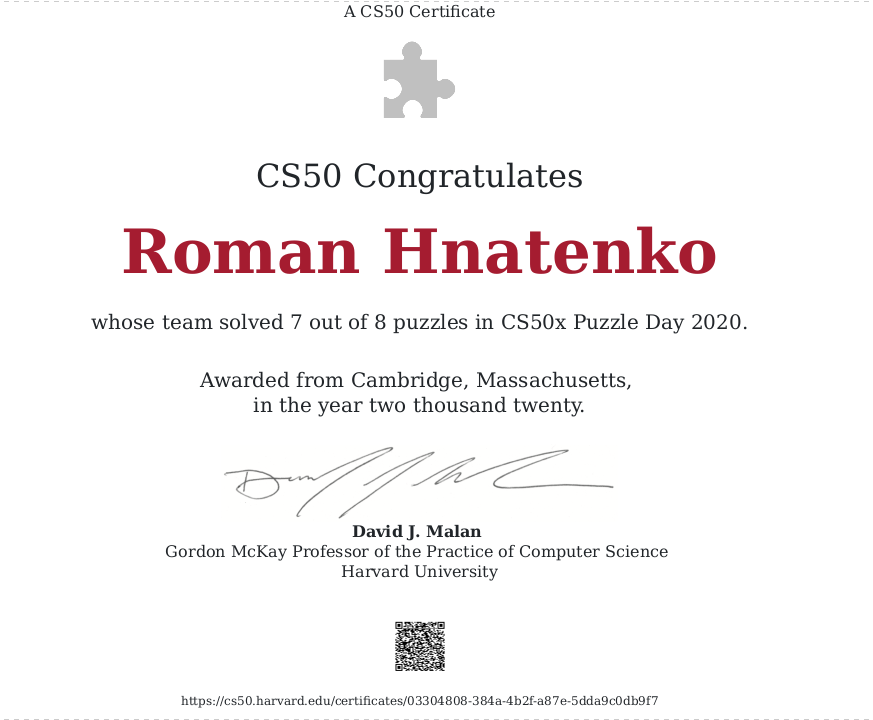 A CS50 Certificate
CS50 Congratulates
Roman Hnatenko
whose team solved 7 out of 8 puzzles in CS50x Puzzle Day 2020.
Awarded from Cambridge, Massachusetts,
in the year two thousand twenty.
David J. Malan
Gordon McKay Professor of the Practice of Computer Science
Harvard University
https://cs50.harvard.edu/certificates/03304808-384a-4b2f-a87e-5dda9c0db9f7